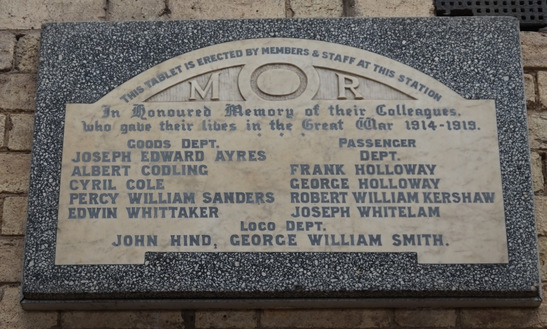 THIS TABLET IS ERECTED BY MEMBERS & STAFF AT THIS STATION
M O R
In Honoured Memory of their Colleagues,
who gave their lives in the Great War 1914-1919.
GOODS DEPT.
JOSEPH EDWARD AYRES
ALBERT CODLING
CYRIL COLE
PERCY WILLIAM SANDERS
EDWIN WHITTAKER
PASSENGER
DEPT.
FRANK HOLLOWAY
GEORGE HOLLOWAY
ROBERT WILLIAM KERSHAW
JOSEPH WHITELAM
LOCO DEPT.
JOHN HIND, GEORGE WILLIAM SMITH.